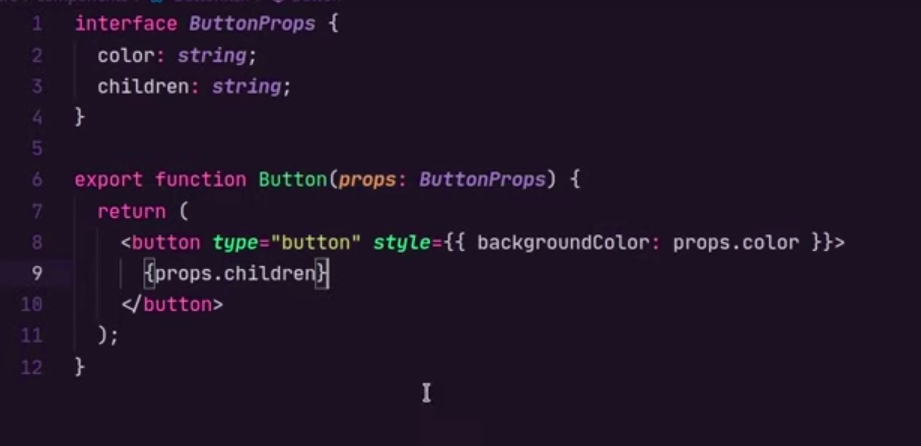 1 interface ButtonProps {
2 color: string;
3 children: string;
4 }
5
6 export function Button(props: ButtonProps) {
7 return (
8 <button type="button" style={{ backgroundColor: props.color }}>
9 {props.children}
10 </button>
11 );
12 }